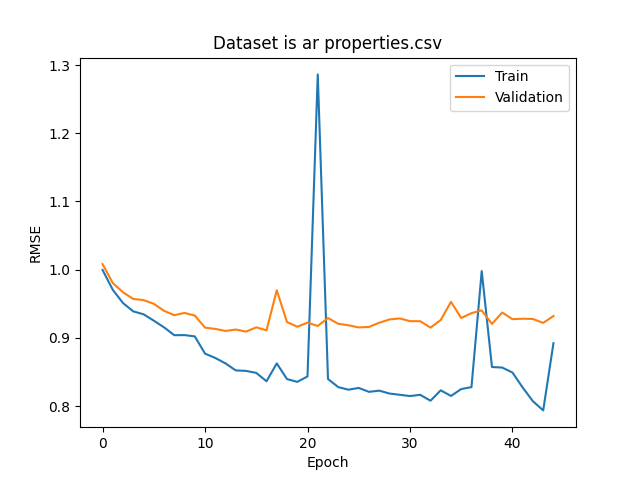 Dataset is ar properties.csv
1.3
1.2
1.1
1.0
0.9
0.8
RMSE
Train
Validation
0 10 20 30 40
Epoch